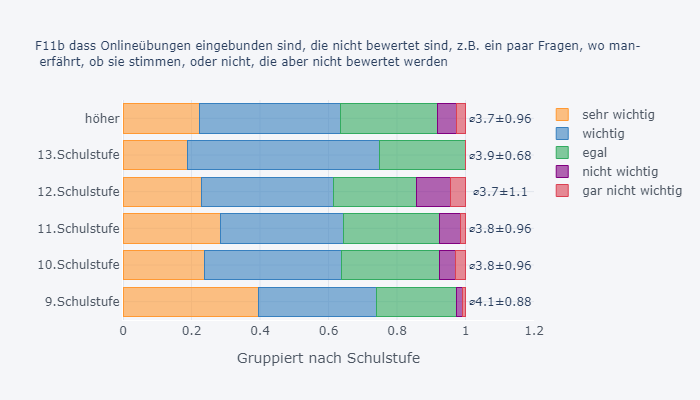 F11b dass Onlineübungen eingebunden sind, die nicht bewertet sind, z.B. ein paar Fragen, wo man-
erfährt, ob sie stimmen, oder nicht, die aber nicht bewertet werden
höher
⌀3.7±0.96
13.Schulstufe
⌀3.9±0.68
12.Schulstufe
⌀3.7±1.1
11.Schulstufe
⌀3.8±0.96
10.Schulstufe
⌀3.8±0.96
9.Schulstufe
⌀4.1±0.88
0 0.2 0.4 0.6 0.8 1 1.2
Gruppiert nach Schulstufe
sehr wichtig
wichtig
egal
nicht wichtig
gar nicht wichtig